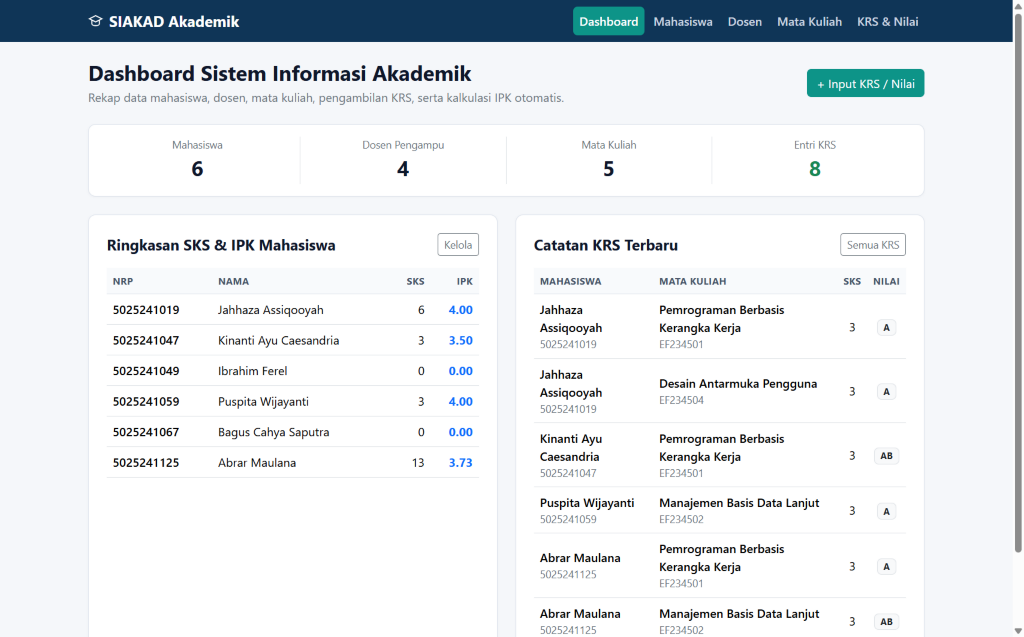 SIAKAD Akademik
Dashboard Mahasiswa Dosen Mata Kuliah KRS & Nilai
Dashboard Sistem Informasi Akademik
Rekap data mahasiswa, dosen, mata kuliah, pengambilan KRS, serta kalkulasi IPK otomatis.
+ Input KRS / Nilai
Mahasiswa
6
Dosen Pengampu
4
Mata Kuliah
5
Entri KRS
8
Ringkasan SKS & IPK Mahasiswa
Kelola
NRP NAMA SKS IPK
5025241019 Jahhaza Assiqooyah 6 4.00
5025241047 Kinanti Ayu Caesandria 3 3.50
5025241049 Ibrahim Ferel 0 0.00
5025241059 Puspita Wijayanti 3 4.00
5025241067 Bagus Cahya Saputra 0 0.00
5025241125 Abrar Maulana 13 3.73
Catatan KRS Terbaru
Semua KRS
MAHASISWA MATA KULIAH SKS NILAI
Jahhaza
Assiqooyah
5025241019
Pemrograman Berbasis
Kerangka Kerja
EF234501
3 A
Jahhaza
Assiqooyah
5025241019
Desain Antarmuka Pengguna
EF234504
3 A
Kinanti Ayu
Caesandria
5025241047
Pemrograman Berbasis
Kerangka Kerja
EF234501
3 AB
Puspita Wijayanti
5025241059
Manajemen Basis Data Lanjut
EF234502
3 A
Abrar Maulana
5025241125
Pemrograman Berbasis
Kerangka Kerja
EF234501
3 A
Abrar Maulana
5025241125
Manajemen Basis Data Lanjut
EF234502
3 AB